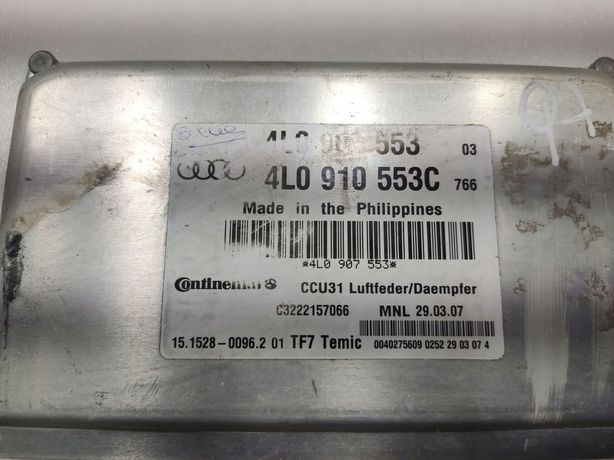 4L0 907 553 03
4L0 910 553C 766
Made in the Philippines
*4L0 907 553*
Continental CCU31 Luftfeder/Daempfer
C3222157066 MNL 29.03.07
15.1528-0096.2 01 TF7 Temic 0040275609 0252 29 03 07 4